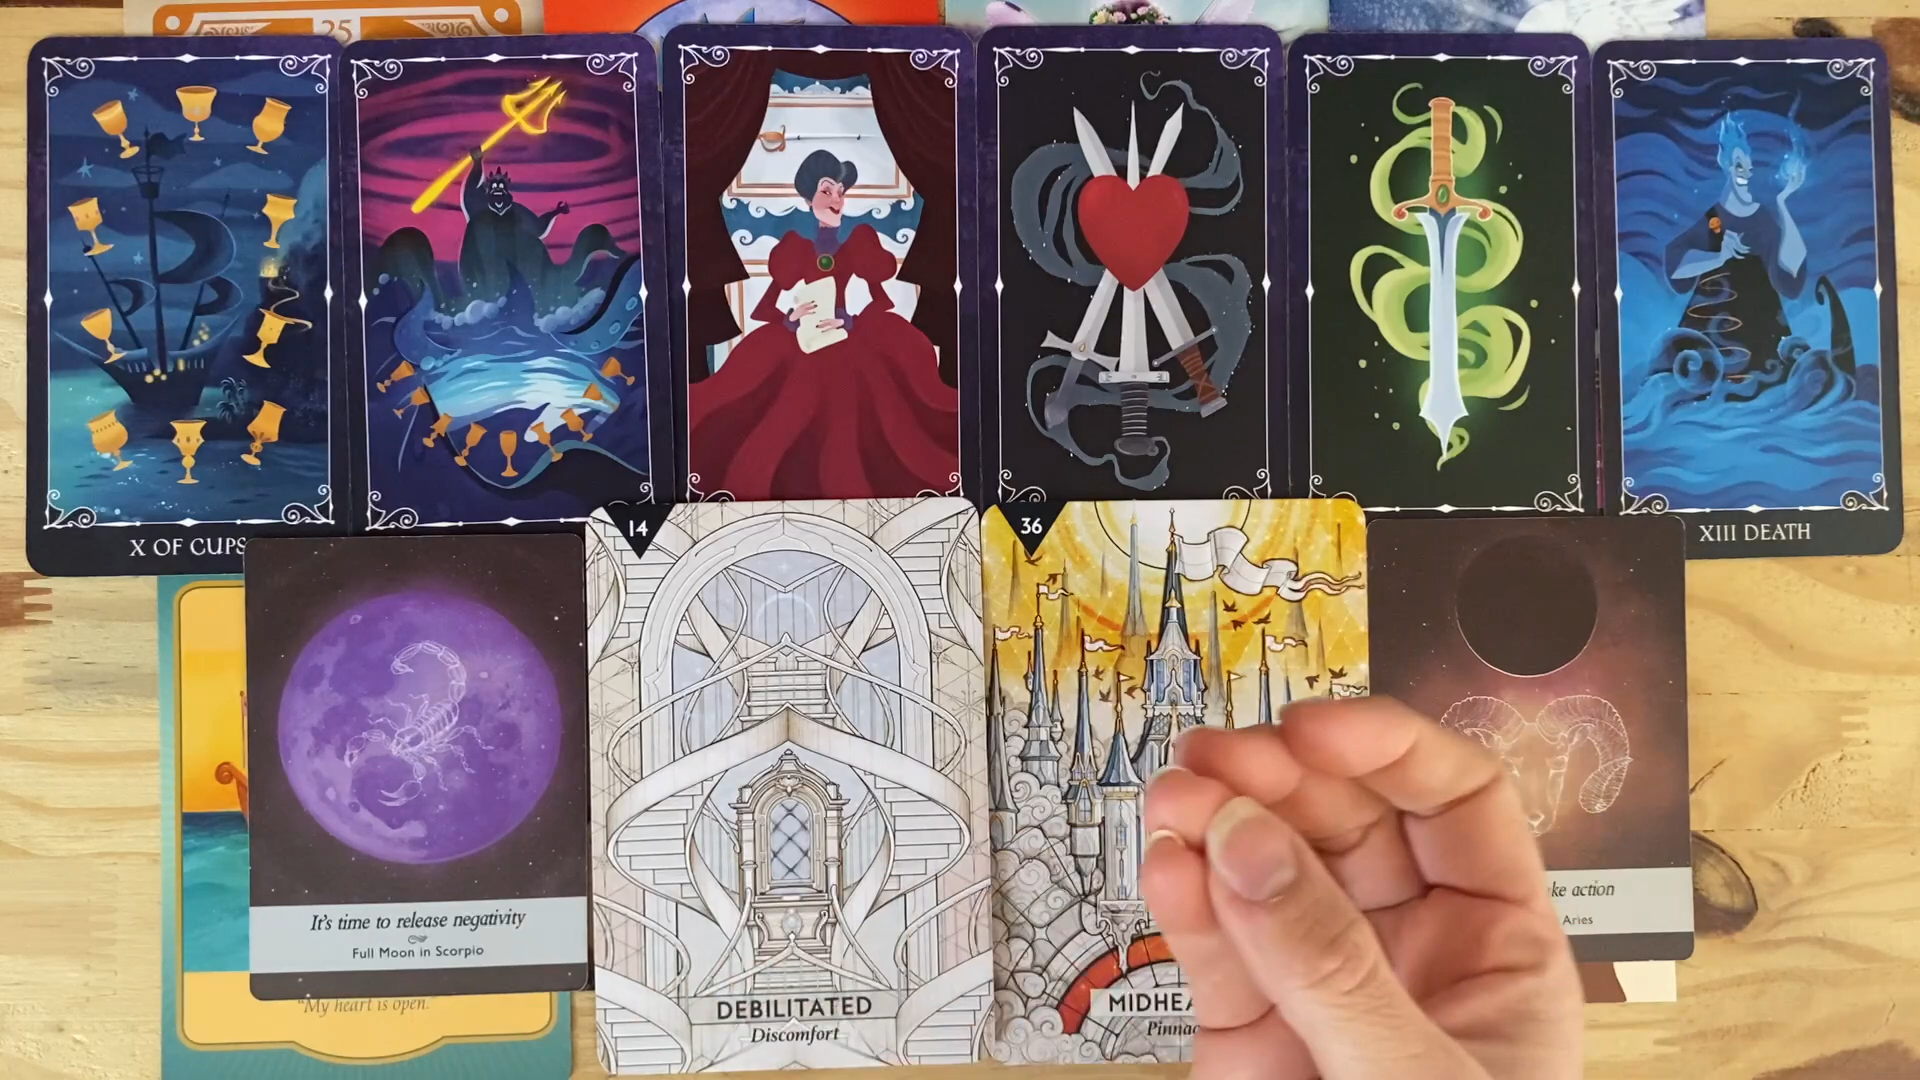 25
X OF CUPS
XIII DEATH
14
36
It's time to release negativity
Full Moon in Scorpio
DEBILITATED
Discomfort
action
Aries
"My heart is open."